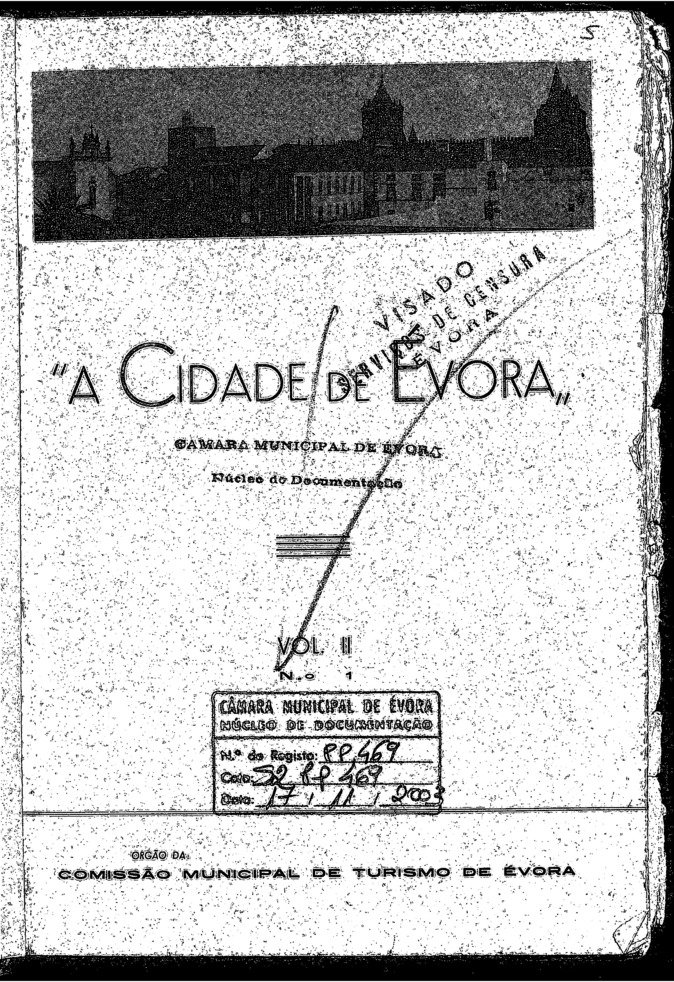 5
VISADO
SERVIÇOS DE CENSURA
ÉVORA
"A CIDADE DE ÉVORA"
CAMARA MUNICIPAL DE ÉVORA
Núcleo de Documentação
VOL. II
N.o 1
CÂMARA MUNICIPAL DE ÉVORA
NÚCLEO DE DOCUMENTAÇÃO
N.º de Registo: PP 469
Cota: S2 PP 469
Data: 17 / 11 / 2003
ORGÃO DA:
COMISSÃO MUNICIPAL DE TURISMO DE ÉVORA